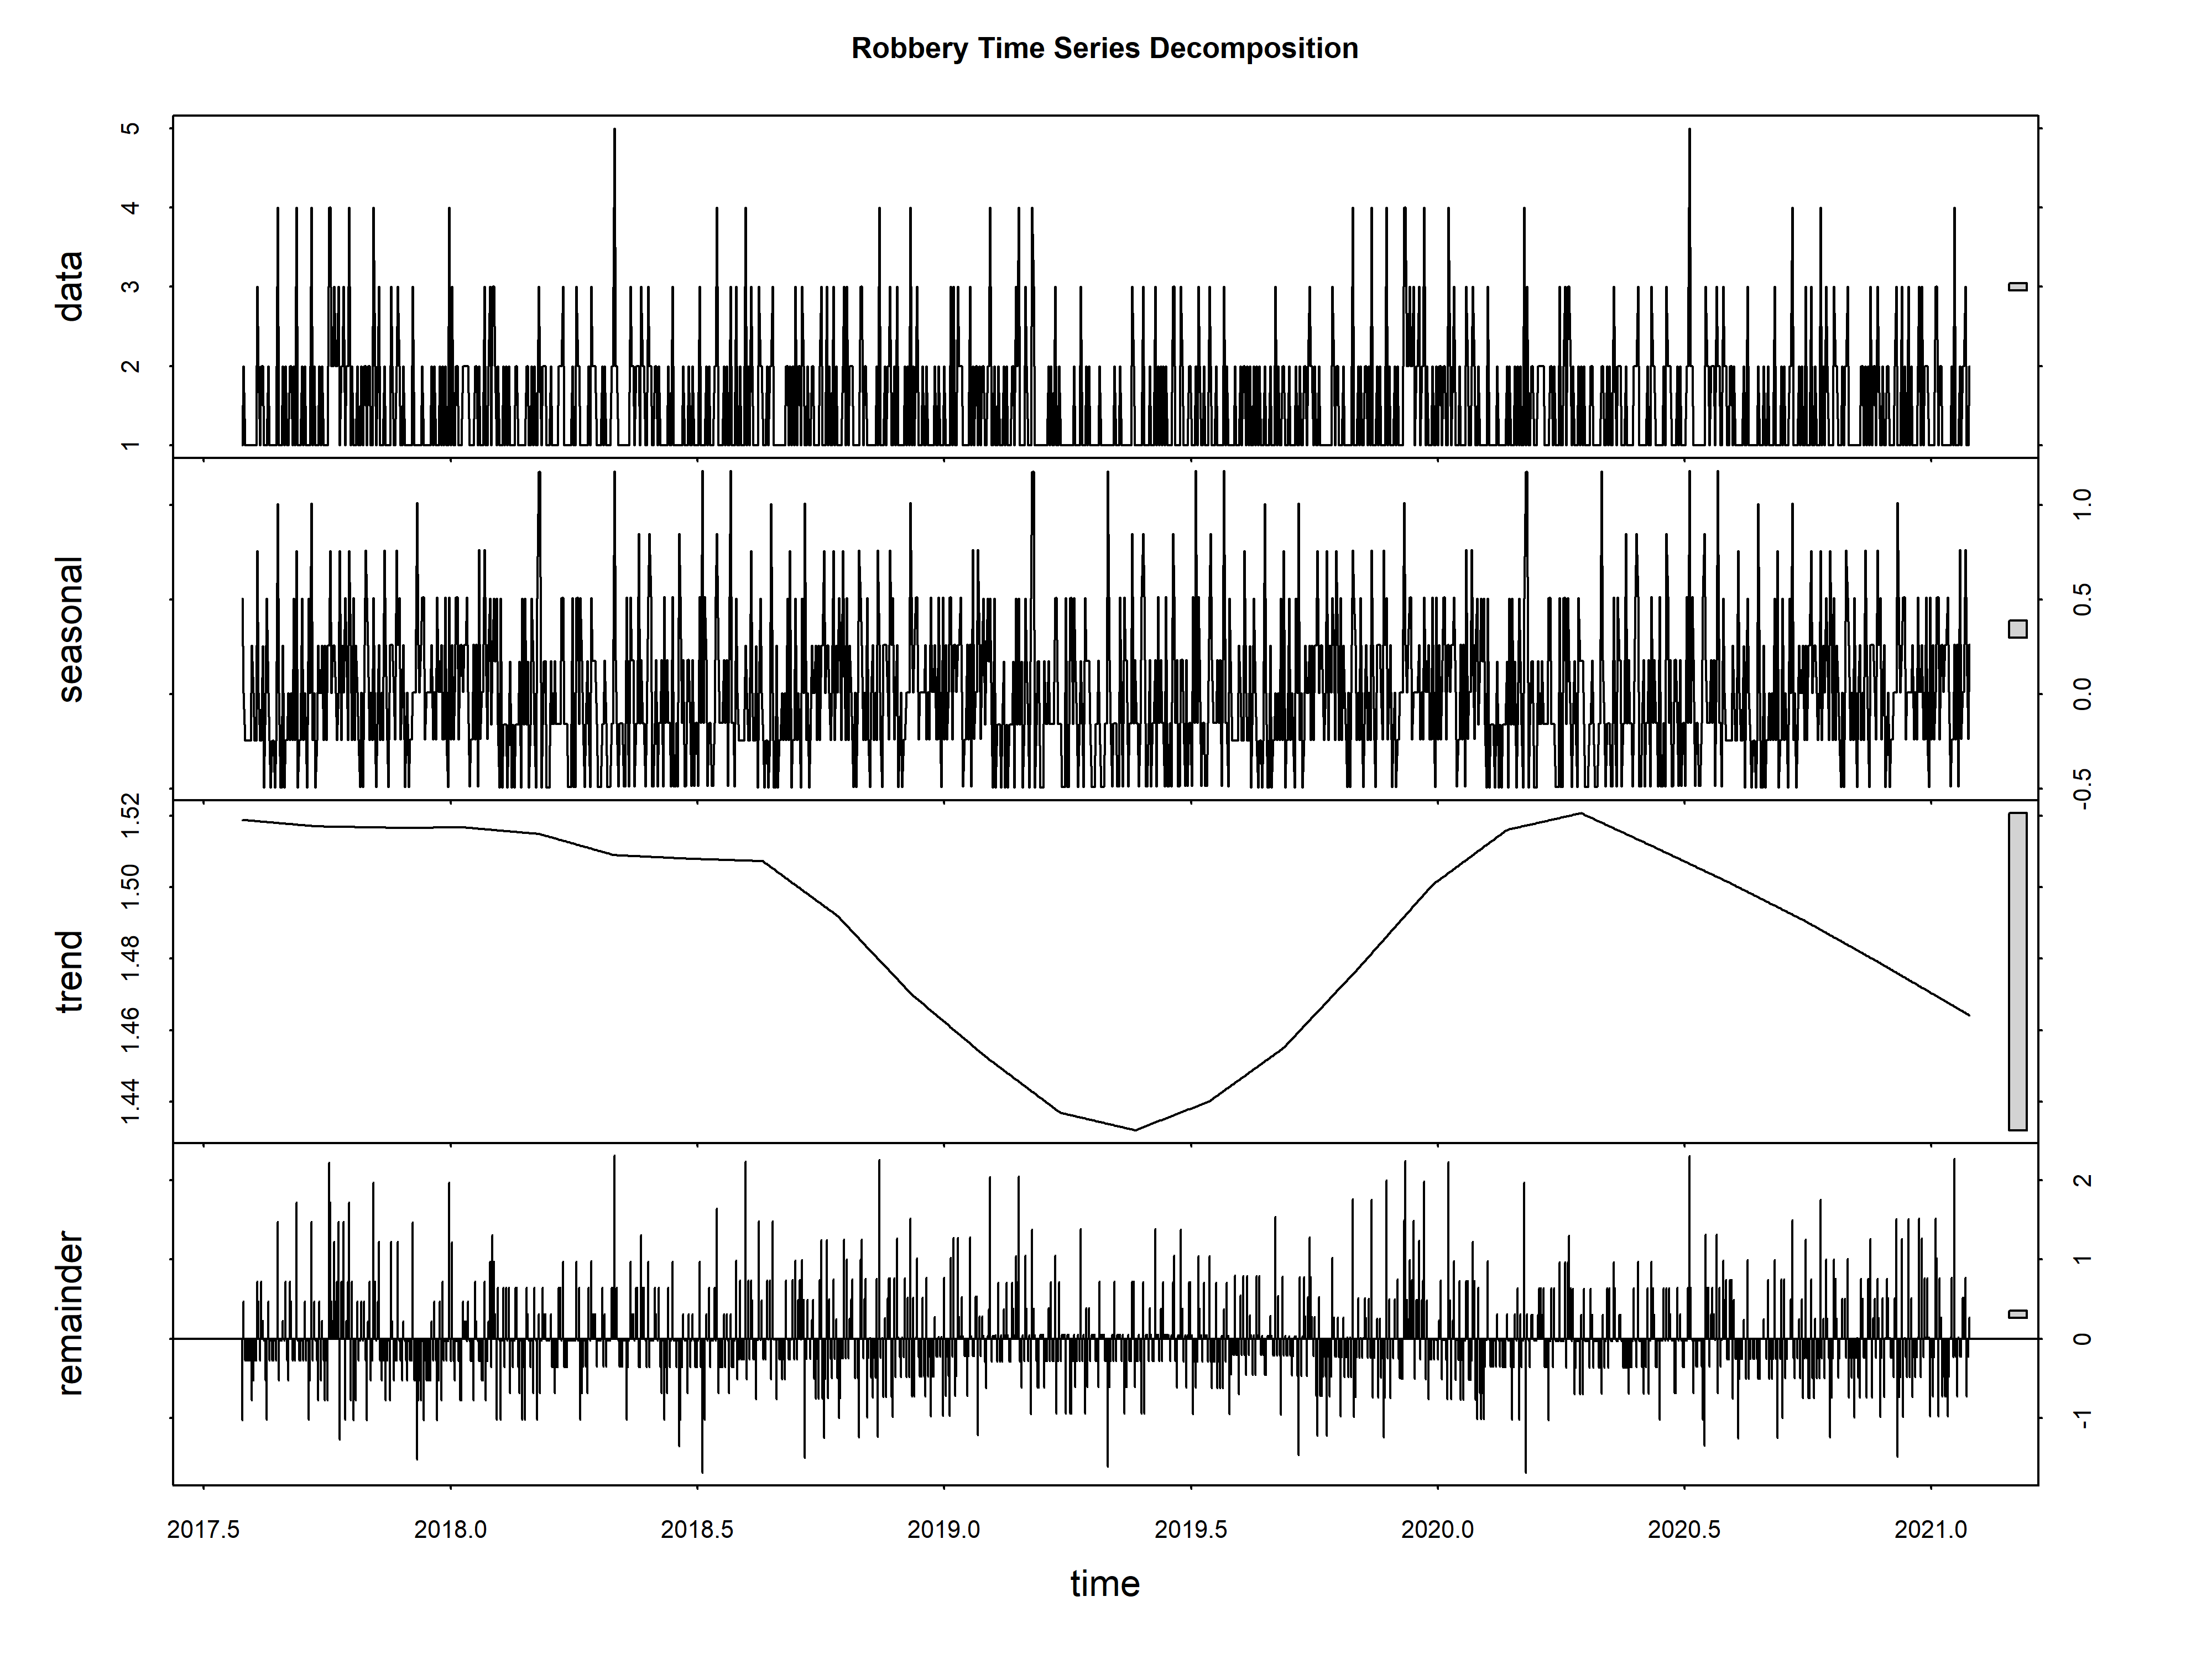 Robbery Time Series Decomposition
data
1 2 3 4 5
seasonal
-0.5 0.0 0.5 1.0
trend
1.44 1.46 1.48 1.50 1.52
remainder
-1 0 1 2
2017.5 2018.0 2018.5 2019.0 2019.5 2020.0 2020.5 2021.0
time